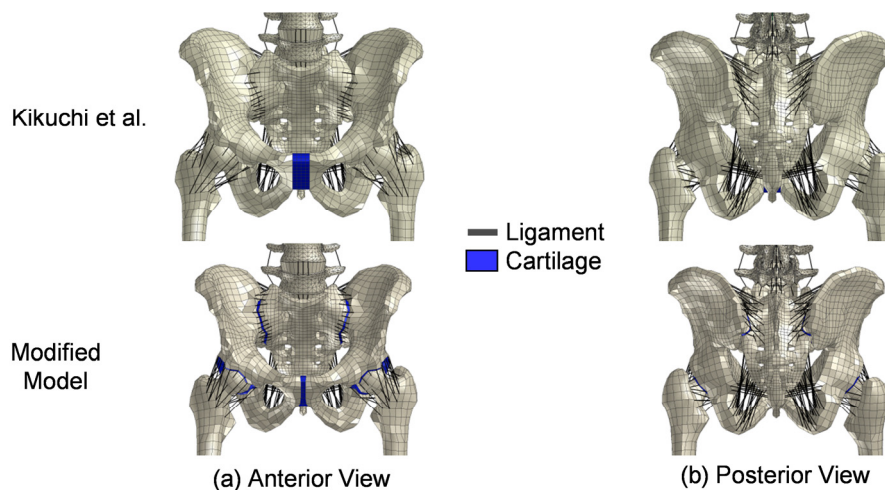 Kikuchi et al.
Ligament
Cartilage
Modified
Model
(a) Anterior View
(b) Posterior View